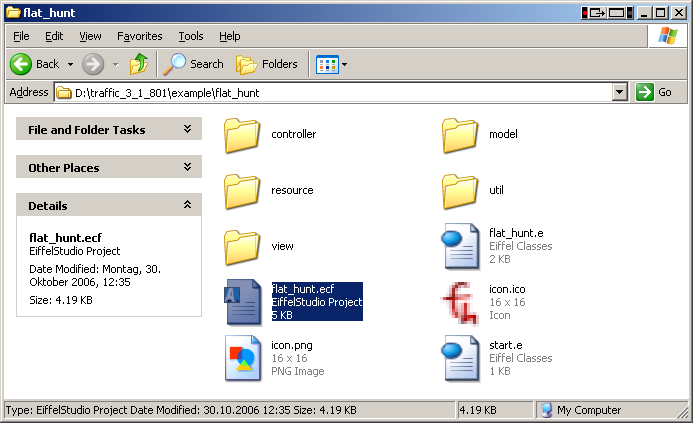 flat_hunt
File Edit View Favorites Tools Help
Back Search Folders
Address D:\traffic_3_1_801\example\flat_hunt Go
File and Folder Tasks
Other Places
Details
flat_hunt.ecf
EiffelStudio Project
Date Modified: Montag, 30.
Oktober 2006, 12:35
Size: 4.19 KB
controller
model
resource
util
view
flat_hunt.e
Eiffel Classes
2 KB
flat_hunt.ecf
EiffelStudio Project
5 KB
icon.ico
16 x 16
Icon
icon.png
16 x 16
PNG Image
start.e
Eiffel Classes
1 KB
Type: EiffelStudio Project Date Modified: 30.10.2006 12:35 Size: 4.19 KB 4.19 KB My Computer